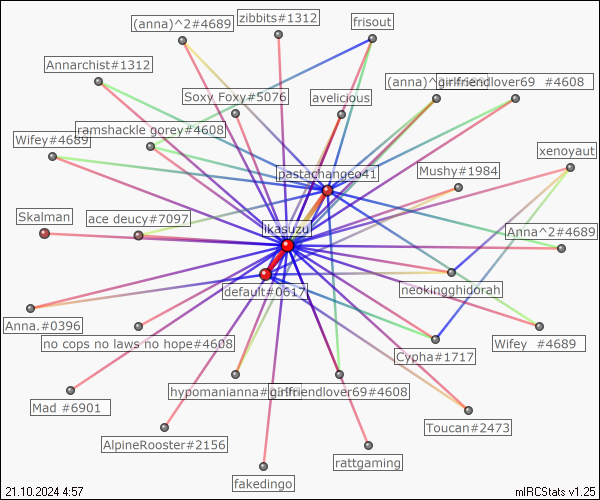 zibbits#1312
(anna)^2#4689
frisout
Annarchist#1312
(anna)^
girlfriendlover69 #4608
Soxy Foxy#5076
avelicious
ramshackle gorey#4608
Wifey#4689
xenoyaut
pastachangeo41
Mushy#1984
Skalman
ace deucy#7097
ikasuzu
Anna^2#4689
default#0617
neokingghidorah
Anna.#0396
no cops no laws no hope#4608
Wifey #4689
Cypha#1717
hypomanianna#
girlfriendlover69#4608
Mad #6901
Toucan#2473
AlpineRooster#2156
rattgaming
fakedingo
21.10.2024 4:57
mIRCStats v1.25